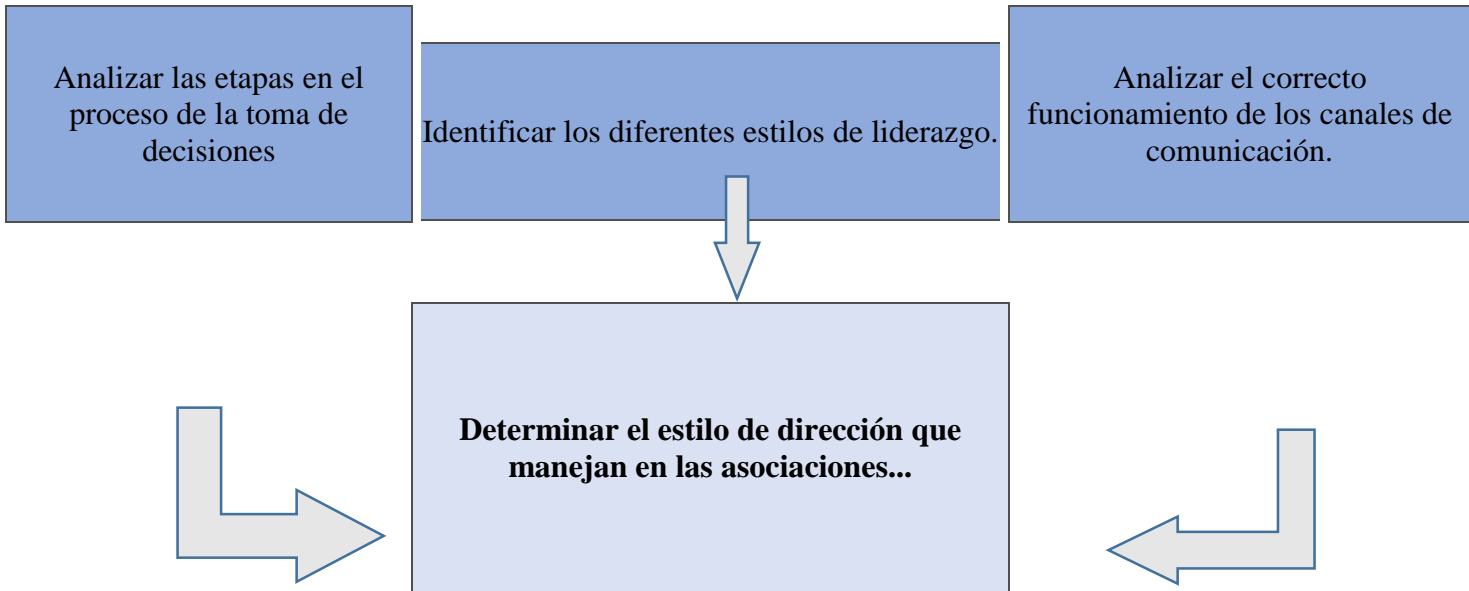 Analizar las etapas en el
proceso de la toma de
decisiones
Identificar los diferentes estilos de liderazgo.
Analizar el correcto
funcionamiento de los canales de
comunicación.
Determinar el estilo de dirección que
manejan en las asociaciones...